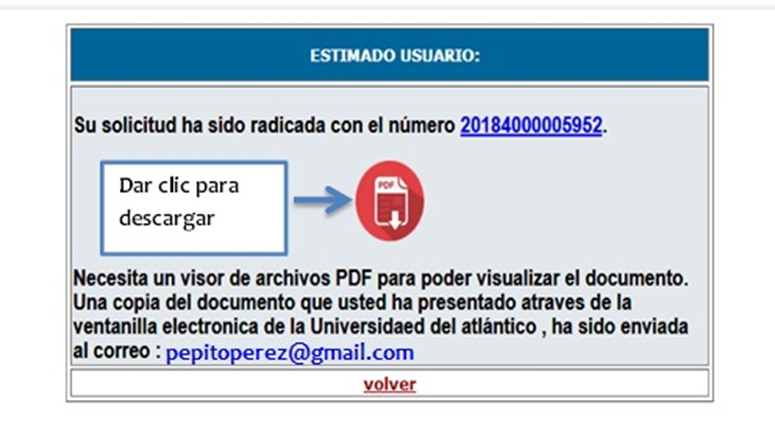 ESTIMADO USUARIO:
Su solicitud ha sido radicada con el número 20184000005952.
Dar clic para
descargar
PDF
Necesita un visor de archivos PDF para poder visualizar el documento.
Una copia del documento que usted ha presentado atraves de la
ventanilla electronica de la Universidaed del atlántico , ha sido enviada
al correo : pepitoperez@gmail.com
volver